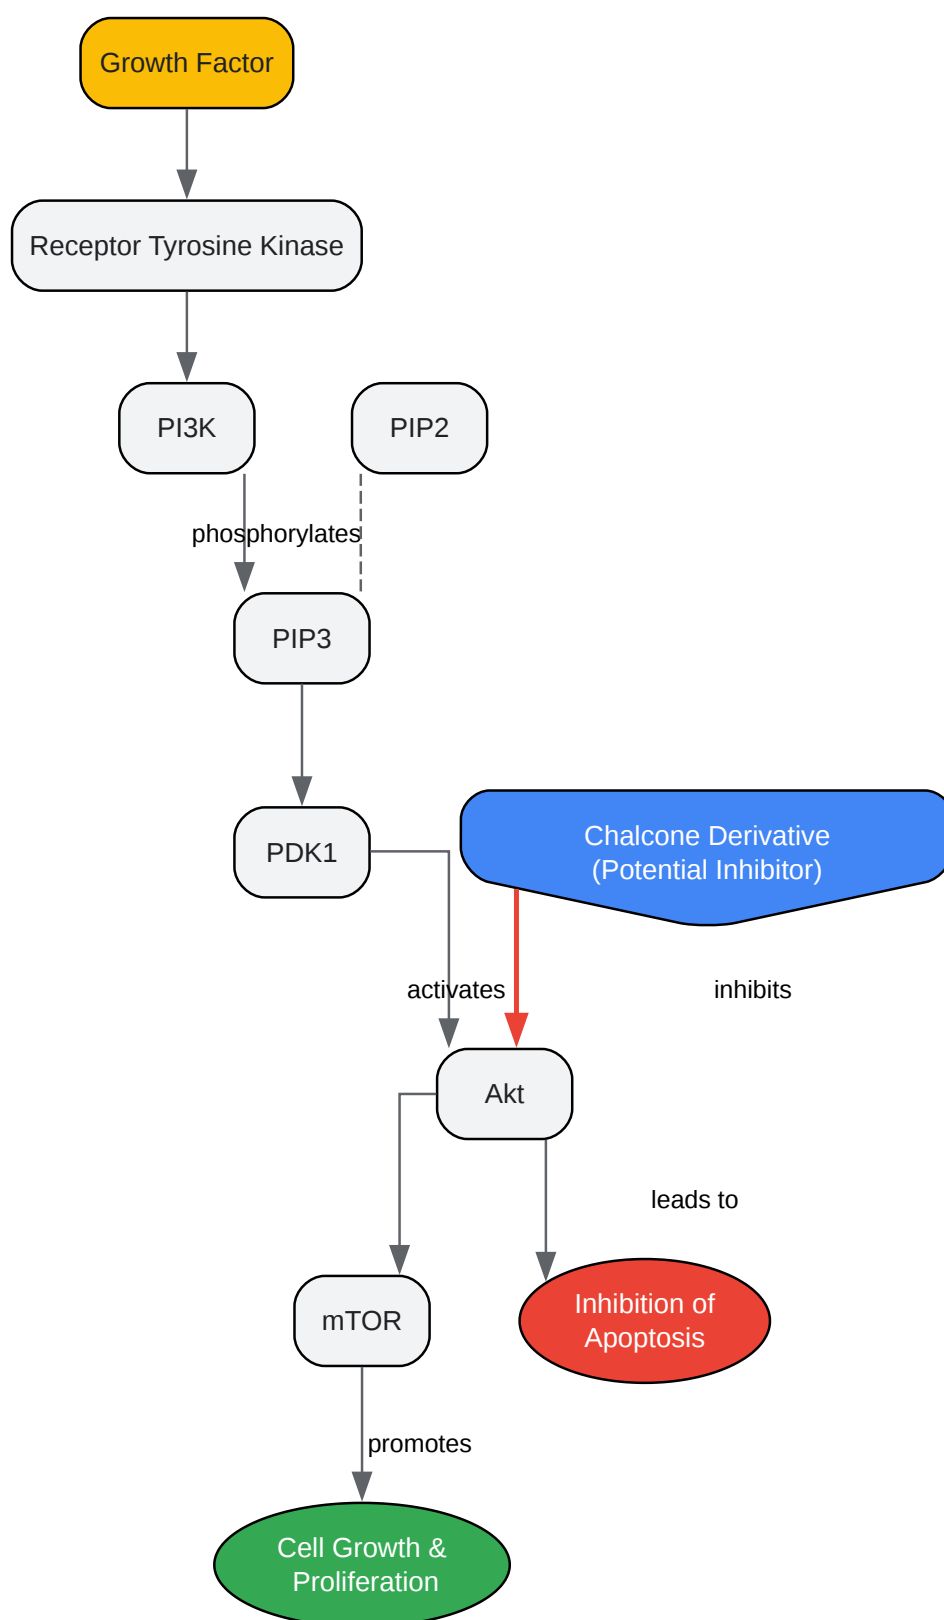 Growth Factor
Receptor Tyrosine Kinase
PI3K
PIP2
phosphorylates
PIP3
PDK1
Chalcone Derivative
(Potential Inhibitor)
activates
inhibits
Akt
leads to
mTOR
Inhibition of
Apoptosis
promotes
Cell Growth &
Proliferation